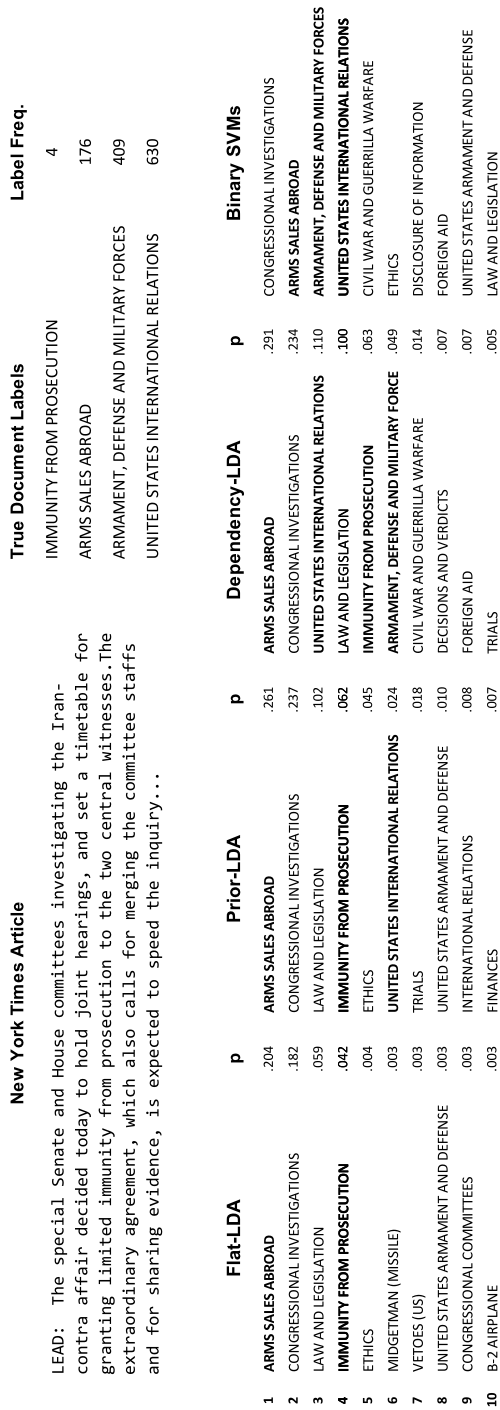 New York Times Article
LEAD: The special Senate and House committees investigating the Iran-
contra affair decided today to hold joint hearings, and set a timetable for
granting limited immunity from prosecution to the two central witnesses.The
extraordinary agreement, which also calls for merging the committee staffs
and for sharing evidence, is expected to speed the inquiry...
True Document Labels Label Freq.
IMMUNITY FROM PROSECUTION 4
ARMS SALES ABROAD 176
ARMAMENT, DEFENSE AND MILITARY FORCES 409
UNITED STATES INTERNATIONAL RELATIONS 630
Flat-LDA p Prior-LDA p Dependency-LDA p Binary SVMs
1 ARMS SALES ABROAD .204 ARMS SALES ABROAD .261 ARMS SALES ABROAD .291 CONGRESSIONAL INVESTIGATIONS
2 CONGRESSIONAL INVESTIGATIONS .182 CONGRESSIONAL INVESTIGATIONS .237 CONGRESSIONAL INVESTIGATIONS .234 ARMS SALES ABROAD
3 LAW AND LEGISLATION .059 LAW AND LEGISLATION .102 UNITED STATES INTERNATIONAL RELATIONS .110 ARMAMENT, DEFENSE AND MILITARY FORCES
4 IMMUNITY FROM PROSECUTION .042 IMMUNITY FROM PROSECUTION .062 LAW AND LEGISLATION .100 UNITED STATES INTERNATIONAL RELATIONS
5 ETHICS .004 ETHICS .045 IMMUNITY FROM PROSECUTION .063 CIVIL WAR AND GUERRILLA WARFARE
6 MIDGETMAN (MISSILE) .003 UNITED STATES INTERNATIONAL RELATIONS .024 ARMAMENT, DEFENSE AND MILITARY FORCE .049 ETHICS
7 VETOES (US) .003 TRIALS .018 CIVIL WAR AND GUERRILLA WARFARE .014 DISCLOSURE OF INFORMATION
8 UNITED STATES ARMAMENT AND DEFENSE .003 UNITED STATES ARMAMENT AND DEFENSE .010 DECISIONS AND VERDICTS .007 FOREIGN AID
9 CONGRESSIONAL COMMITTEES .003 INTERNATIONAL RELATIONS .008 FOREIGN AID .007 UNITED STATES ARMAMENT AND DEFENSE
10 B-2 AIRPLANE .003 FINANCES .007 TRIALS .005 LAW AND LEGISLATION